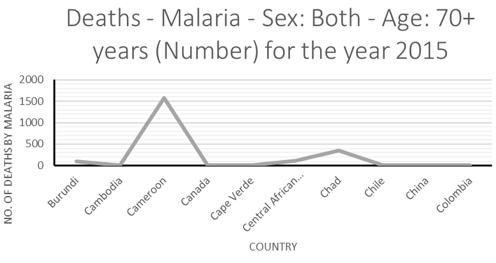 Deaths - Malaria - Sex: Both - Age: 70+
years (Number) for the year 2015
NO. OF DEATHS BY MALARIA
2000
1500
1000
500
0
Burundi
Cambodia
Cameroon
Canada
Cape Verde
Central African...
Chad
Chile
China
Colombia
COUNTRY